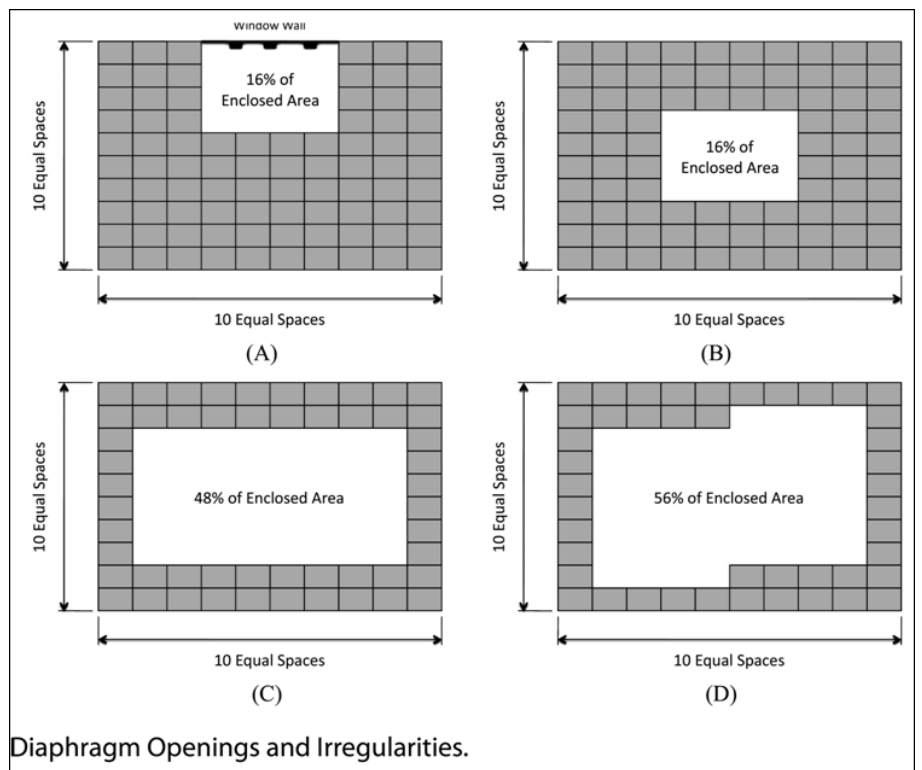 Window Wall
16% of
Enclosed Area
10 Equal Spaces
10 Equal Spaces
(A)
16% of
Enclosed Area
10 Equal Spaces
10 Equal Spaces
(B)
48% of Enclosed Area
10 Equal Spaces
10 Equal Spaces
(C)
56% of Enclosed Area
10 Equal Spaces
10 Equal Spaces
(D)
Diaphragm Openings and Irregularities.